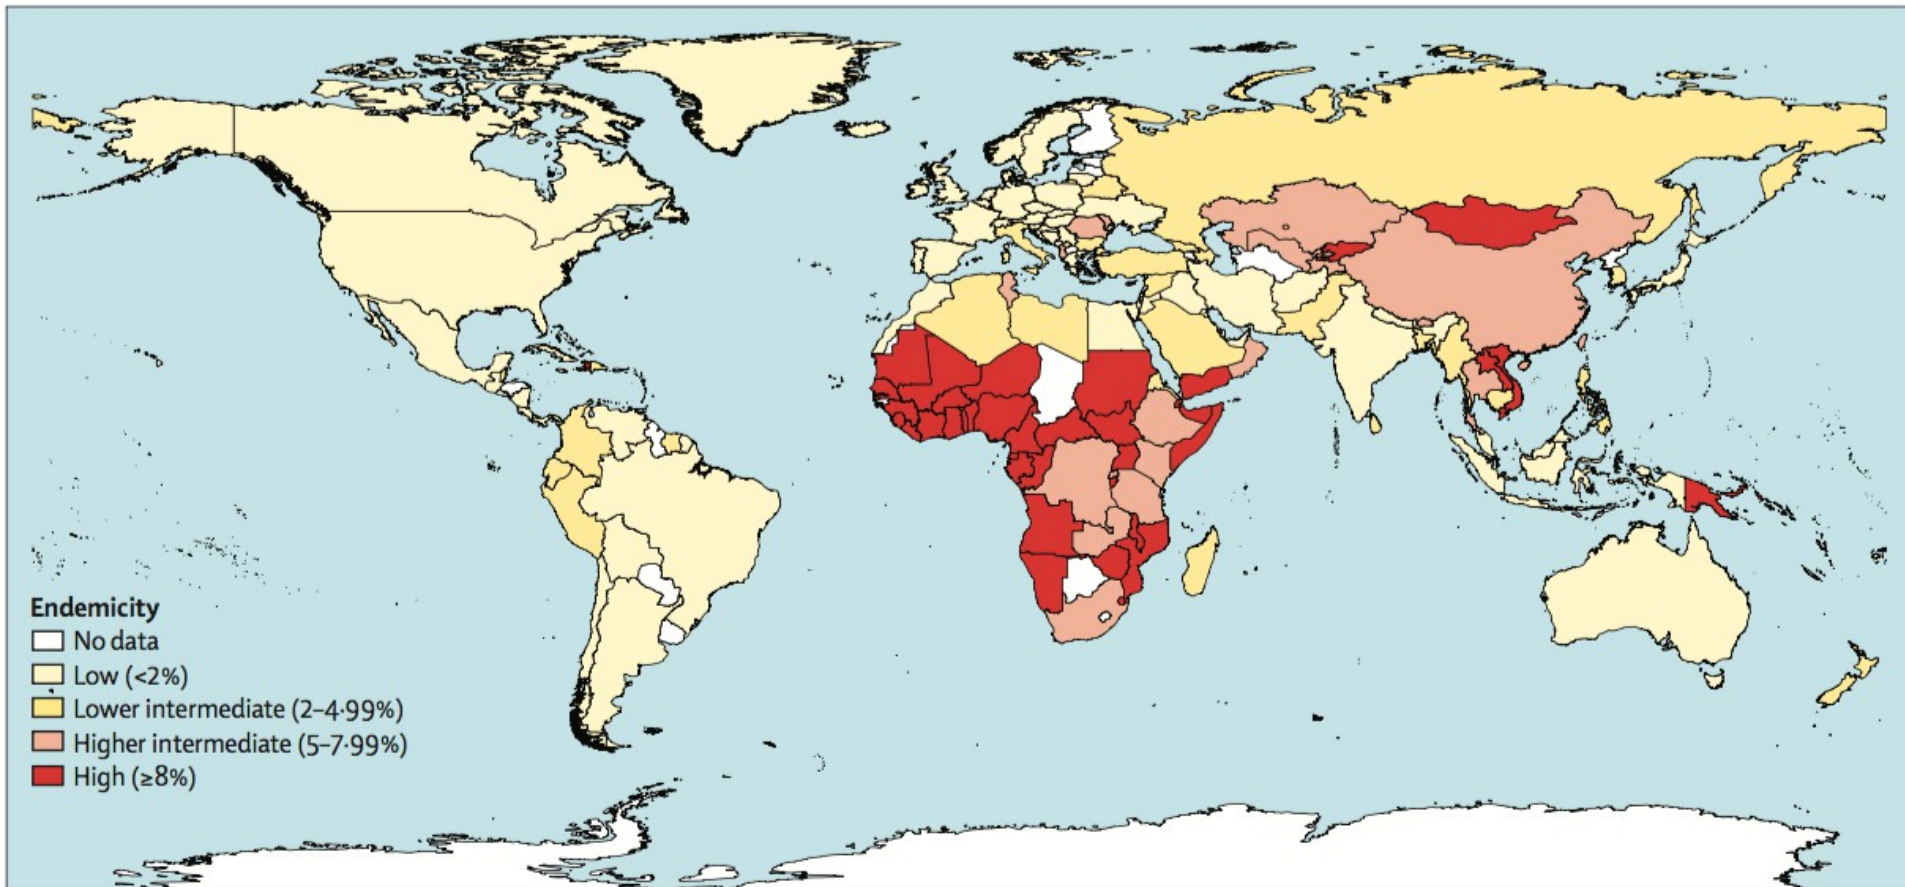 Endemicity
No data
Low (<2%)
Lower intermediate (2–4·99%)
Higher intermediate (5–7·99%)
High (≥8%)